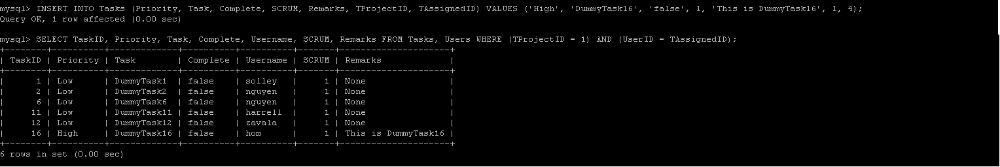 mysql> INSERT INTO Tasks (Priority, Task, Complete, SCRUM, Remarks, TProjectID, TAssignedID) VALUES ('High', 'DummyTask16', 'false', 1, 'This is DummyTask16', 1, 4);
Query OK, 1 row affected (0.00 sec)
mysql> SELECT TaskID, Priority, Task, Complete, Username, SCRUM, Remarks FROM Tasks, Users WHERE (TProjectID = 1) AND (UserID = TAssignedID);
+--------+----------+-------------+----------+----------+-------+---------------------+
| TaskID | Priority | Task        | Complete | Username | SCRUM | Remarks             |
+--------+----------+-------------+----------+----------+-------+---------------------+
|      1 | Low      | DummyTask1  | false    | solley   |     1 | None                |
|      2 | Low      | DummyTask2  | false    | nguyen   |     1 | None                |
|      6 | Low      | DummyTask6  | false    | nguyen   |     1 | None                |
|     11 | Low      | DummyTask11 | false    | harrell  |     1 | None                |
|     12 | Low      | DummyTask12 | false    | zavala   |     1 | None                |
|     16 | High     | DummyTask16 | false    | hom      |     1 | This is DummyTask16 |
+--------+----------+-------------+----------+----------+-------+---------------------+
6 rows in set (0.00 sec)